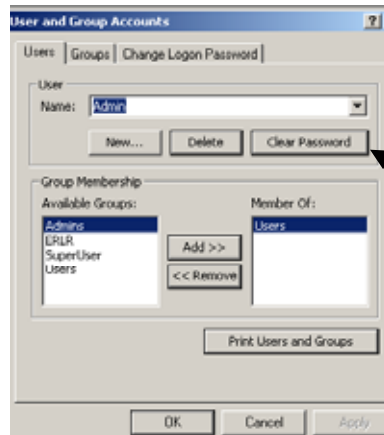 User and Group Accounts ?
Users Groups Change Logon Password
User
Name: Admin
New... Delete Clear Password
Group Membership
Available Groups: Member Of:
Admins Users
ERLR Add >>
SuperUser
Users << Remove
Print Users and Groups
OK Cancel Apply